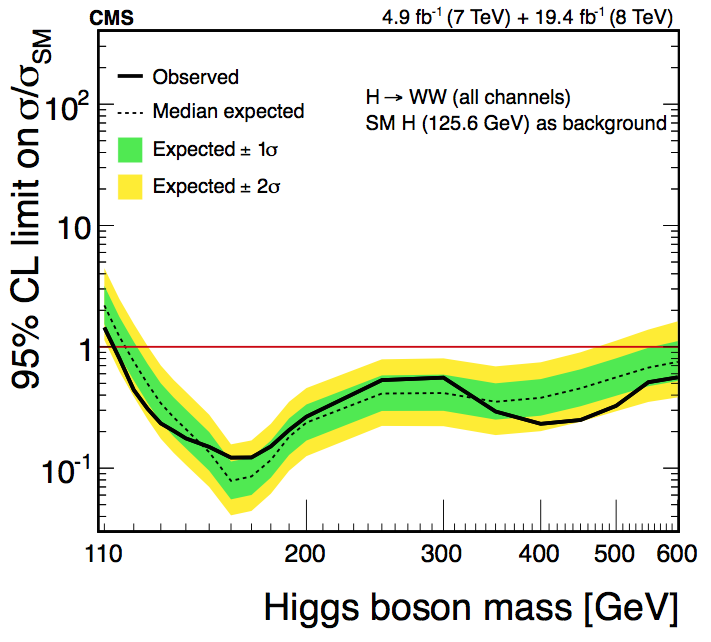 CMS 4.9 fb⁻¹ (7 TeV) + 19.4 fb⁻¹ (8 TeV)
95% CL limit on σ/σ_SM
Observed
Median expected
Expected ± 1σ
Expected ± 2σ
H → WW (all channels)
SM H (125.6 GeV) as background
10²
10
1
10⁻¹
110 200 300 400 500 600
Higgs boson mass [GeV]